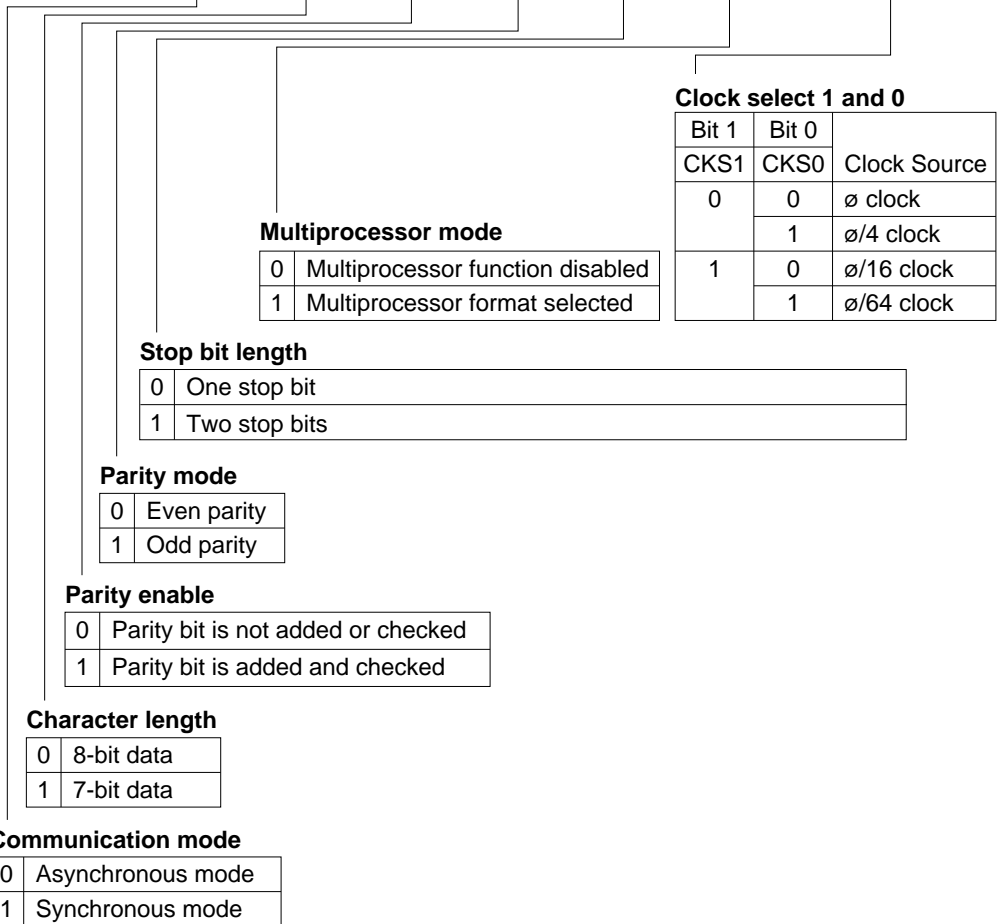 Clock select 1 and 0
Bit 1 Bit 0
CKS1 CKS0 Clock Source
0 0 ø clock
1 ø/4 clock
1 0 ø/16 clock
1 ø/64 clock
Multiprocessor mode
0 Multiprocessor function disabled
1 Multiprocessor format selected
Stop bit length
0 One stop bit
1 Two stop bits
Parity mode
0 Even parity
1 Odd parity
Parity enable
0 Parity bit is not added or checked
1 Parity bit is added and checked
Character length
0 8-bit data
1 7-bit data
Communication mode
0 Asynchronous mode
1 Synchronous mode